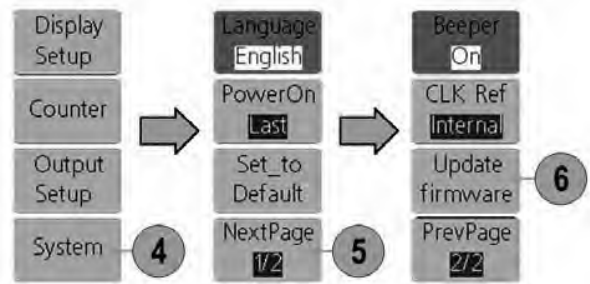 Display
Setup
Counter
Output
Setup
System
4
Language
English
PowerOn
Last
Set_to
Default
NextPage
1/2
5
Beeper
On
CLK Ref
Internal
Update
firmware
6
PrevPage
2/2